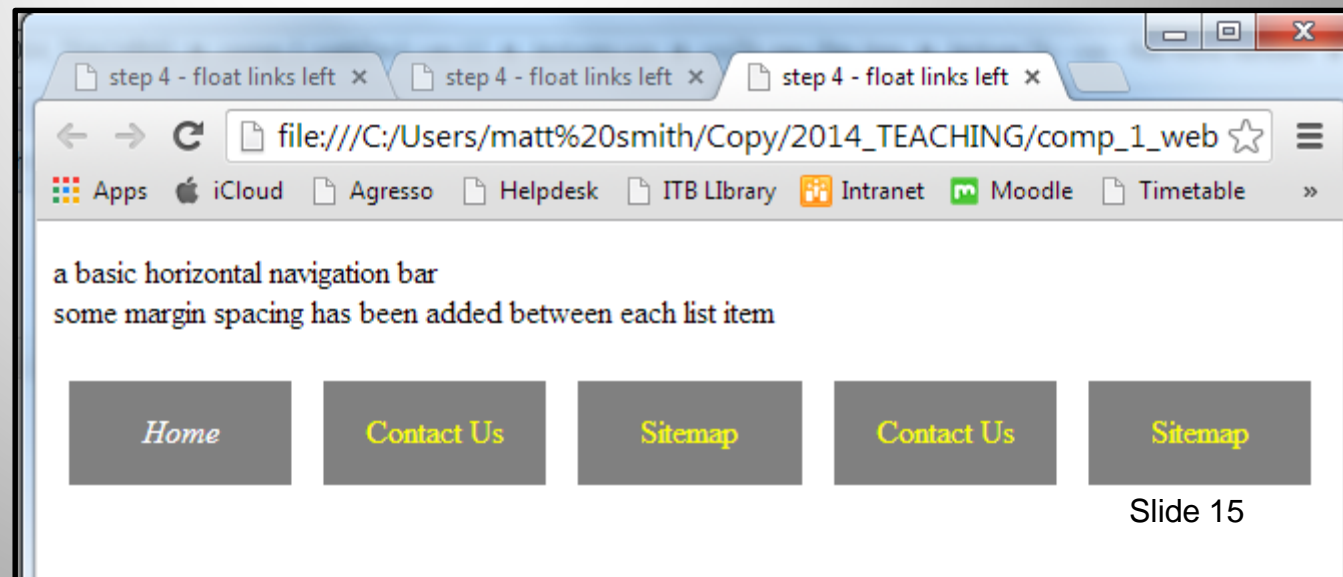 step 4 - float links left step 4 - float links left step 4 - float links left
file:///C:/Users/matt%20smith/Copy/2014_TEACHING/comp_1_web
Apps iCloud Agresso Helpdesk ITB LIbrary Intranet Moodle Timetable »
a basic horizontal navigation bar
some margin spacing has been added between each list item
Home Contact Us Sitemap Contact Us Sitemap
Slide 15